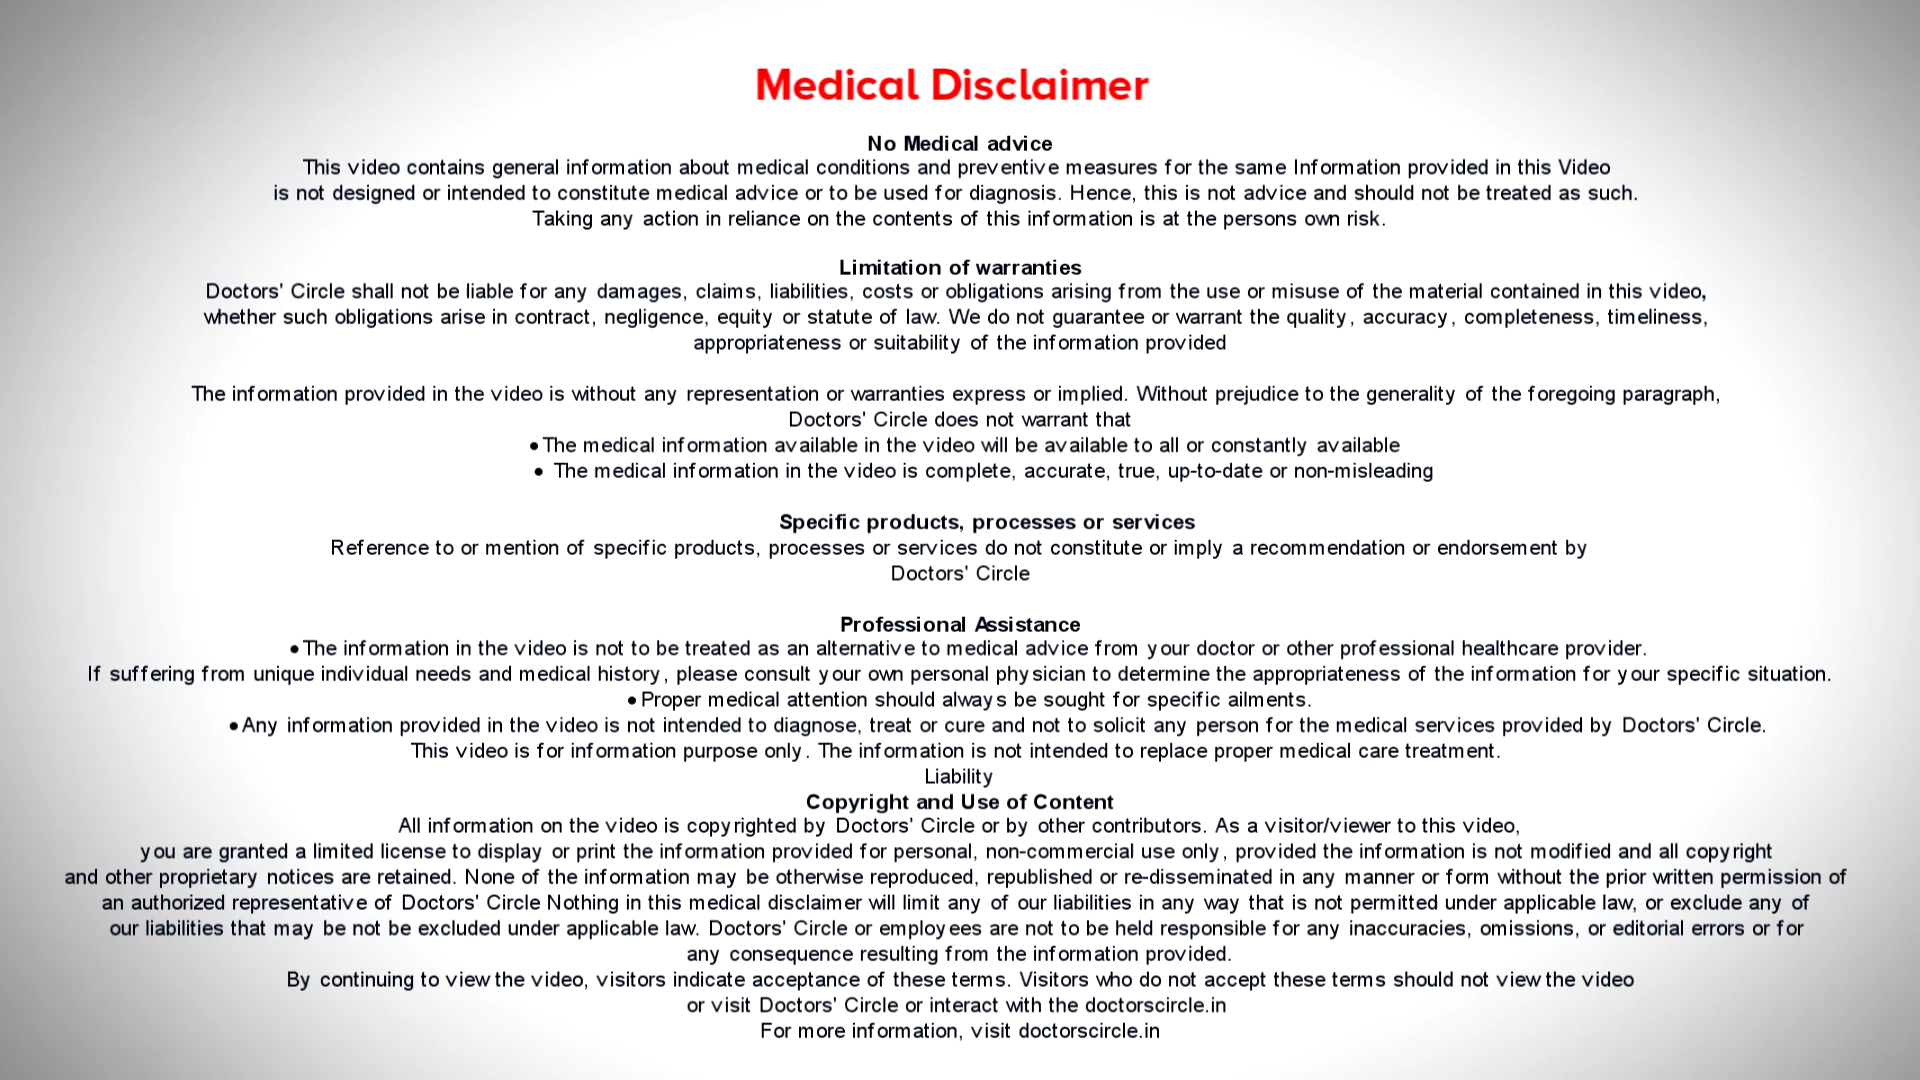 Medical Disclaimer
No Medical advice
This video contains general information about medical conditions and preventive measures for the same Information provided in this Video
is not designed or intended to constitute medical advice or to be used for diagnosis. Hence, this is not advice and should not be treated as such.
Taking any action in reliance on the contents of this information is at the persons own risk.
Limitation of warranties
Doctors' Circle shall not be liable for any damages, claims, liabilities, costs or obligations arising from the use or misuse of the material contained in this video,
whether such obligations arise in contract, negligence, equity or statute of law. We do not guarantee or warrant the quality, accuracy, completeness, timeliness,
appropriateness or suitability of the information provided
The information provided in the video is without any representation or warranties express or implied. Without prejudice to the generality of the foregoing paragraph,
Doctors' Circle does not warrant that
• The medical information available in the video will be available to all or constantly available
• The medical information in the video is complete, accurate, true, up-to-date or non-misleading
Specific products, processes or services
Reference to or mention of specific products, processes or services do not constitute or imply a recommendation or endorsement by
Doctors' Circle
Professional Assistance
• The information in the video is not to be treated as an alternative to medical advice from your doctor or other professional healthcare provider.
If suffering from unique individual needs and medical history, please consult your own personal physician to determine the appropriateness of the information for your specific situation.
• Proper medical attention should always be sought for specific ailments.
• Any information provided in the video is not intended to diagnose, treat or cure and not to solicit any person for the medical services provided by Doctors' Circle.
This video is for information purpose only. The information is not intended to replace proper medical care treatment.
Liability
Copyright and Use of Content
All information on the video is copyrighted by Doctors' Circle or by other contributors. As a visitor/viewer to this video,
you are granted a limited license to display or print the information provided for personal, non-commercial use only, provided the information is not modified and all copyright
and other proprietary notices are retained. None of the information may be otherwise reproduced, republished or re-disseminated in any manner or form without the prior written permission of
an authorized representative of Doctors' Circle Nothing in this medical disclaimer will limit any of our liabilities in any way that is not permitted under applicable law, or exclude any of
our liabilities that may be not be excluded under applicable law. Doctors' Circle or employees are not to be held responsible for any inaccuracies, omissions, or editorial errors or for
any consequence resulting from the information provided.
By continuing to view the video, visitors indicate acceptance of these terms. Visitors who do not accept these terms should not view the video
or visit Doctors' Circle or interact with the doctorscircle.in
For more information, visit doctorscircle.in